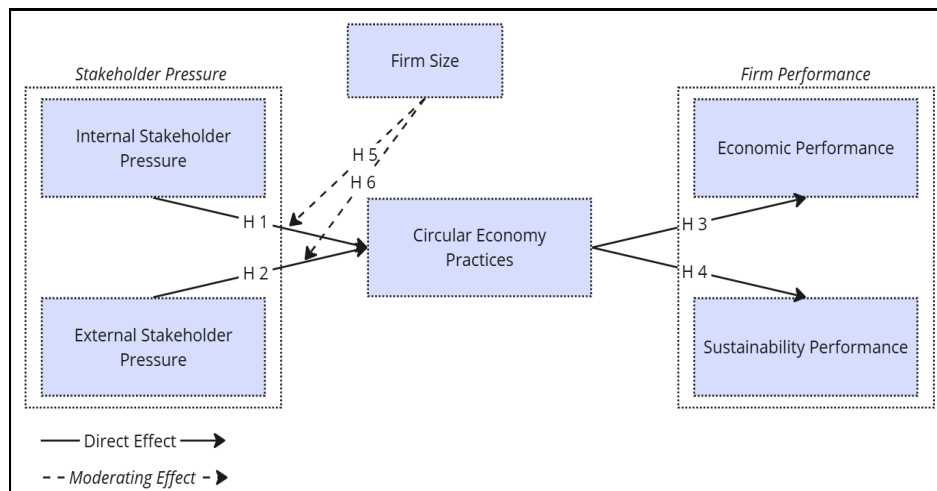 Firm Size
Stakeholder Pressure
Firm Performance
Internal Stakeholder
Pressure
Economic Performance
H 5
H 6
H 1
Circular Economy
Practices
H 3
H 2
H 4
External Stakeholder
Pressure
Sustainability Performance
Direct Effect
Moderating Effect